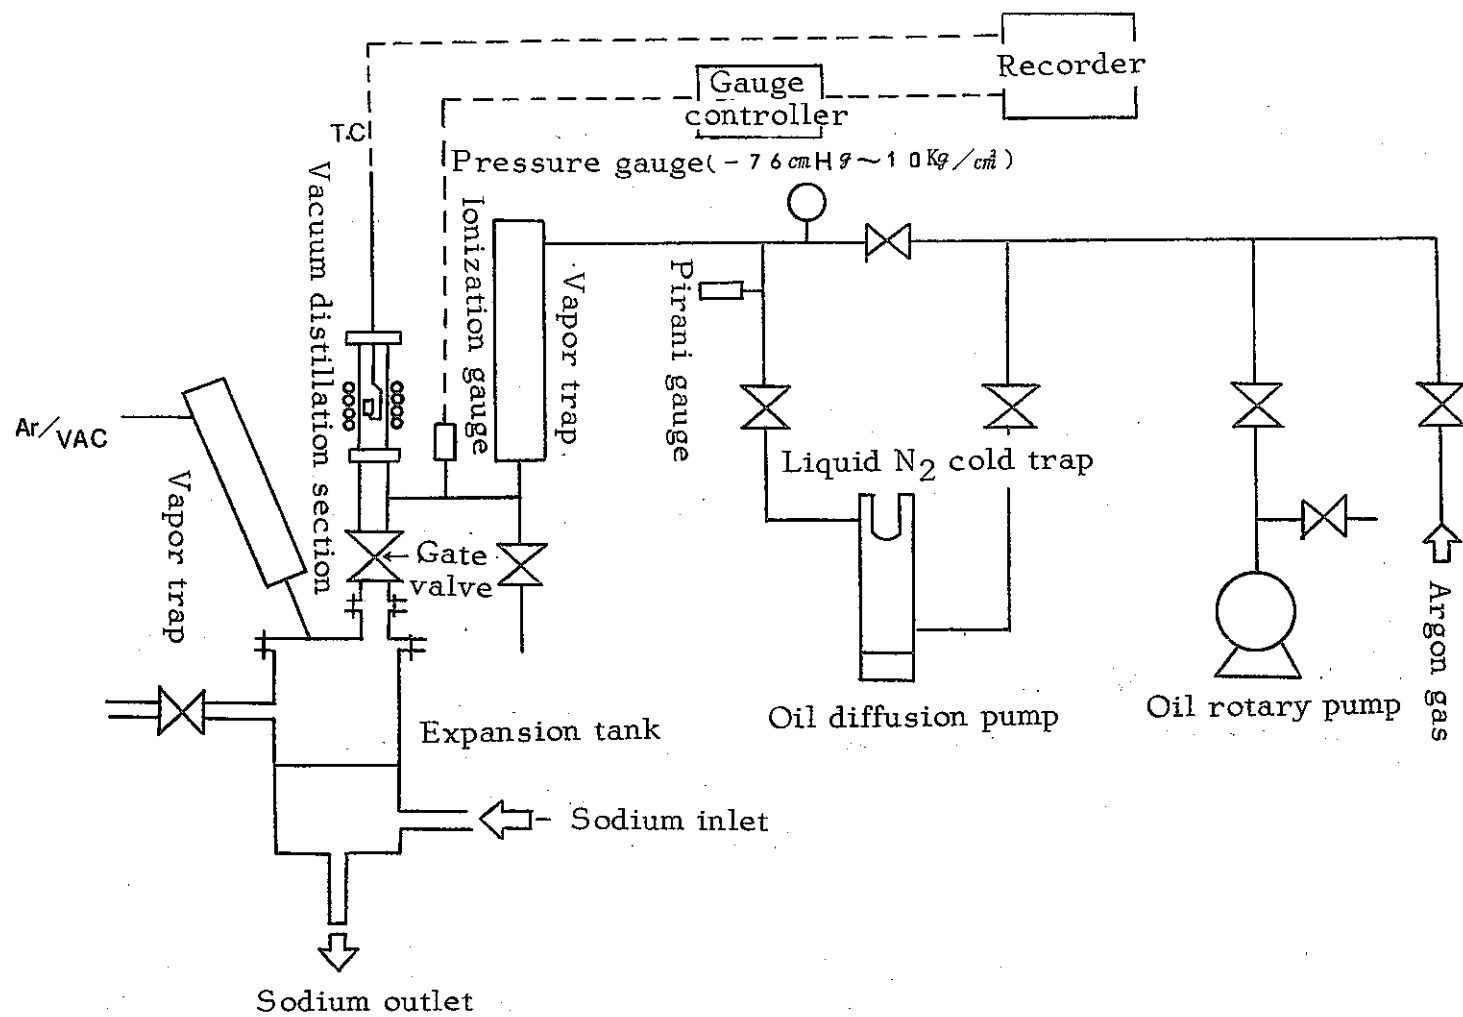 Recorder
Gauge
controller
T.C
Pressure gauge(-76cmHg~10Kg/cm²)
Vacuum distillation section
Ionization gauge
Vapor trap
Pirani gauge
Ar/VAC
Vapor trap
Liquid N₂ cold trap
Gate
valve
Argon gas
Oil diffusion pump
Oil rotary pump
Expansion tank
Sodium inlet
Sodium outlet